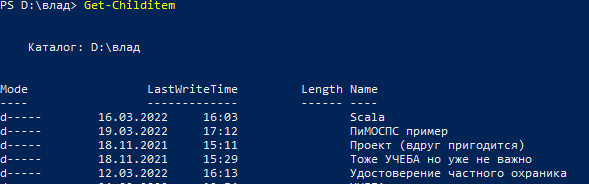 PS D:\влад> Get-Childitem
Каталог: D:\влад
Mode LastWriteTime Length Name
---- ------------- ------ ----
d----- 16.03.2022 16:03 Scala
d----- 19.03.2022 17:12 ПиМОСПС пример
d----- 18.11.2021 15:11 Проект (вдруг пригодится)
d----- 18.11.2021 15:29 Тоже УЧЕБА но уже не важно
d----- 12.03.2022 16:13 Удостоверение частного охраника